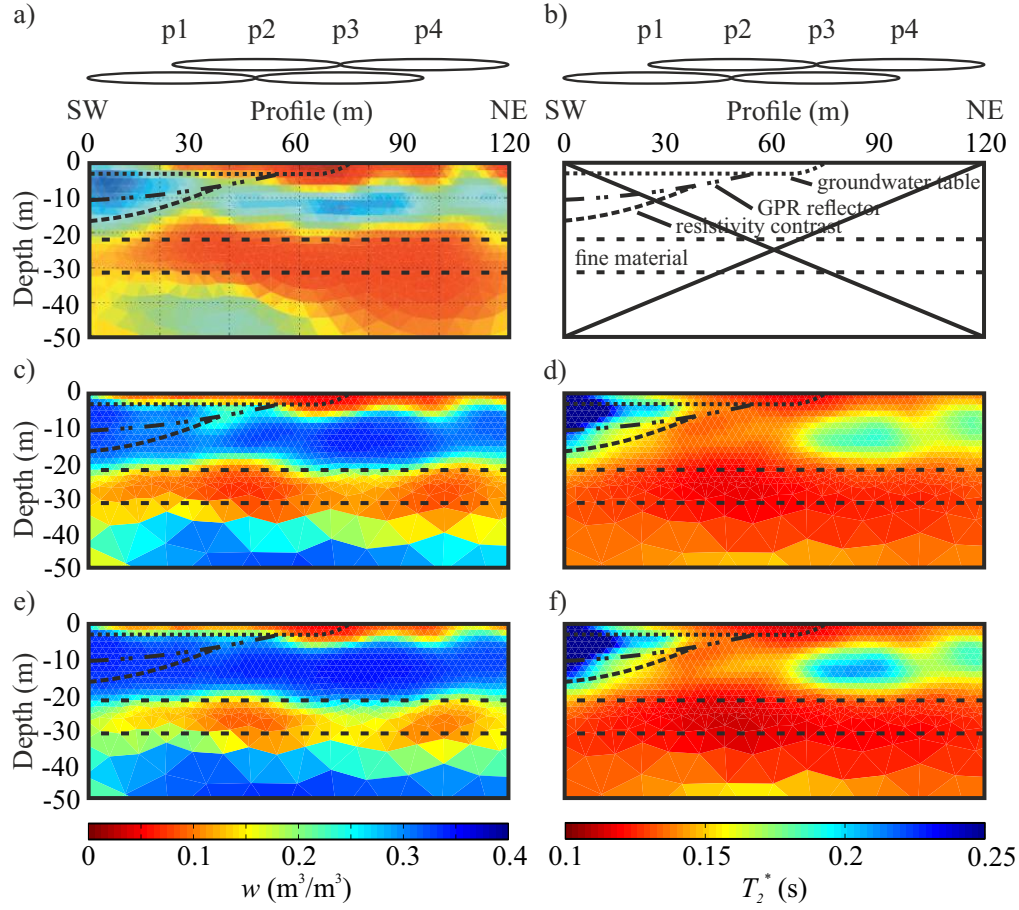 a)
b)
p1 p2 p3 p4
p1 p2 p3 p4
SW Profile (m) NE
SW Profile (m) NE
0 30 60 90 120
0 30 60 90 120
Depth (m)
0
-10
-20
-30
-40
-50
groundwater table
GPR reflector
resistivity contrast
fine material
c)
d)
Depth (m)
0
-10
-20
-30
-40
-50
e)
f)
Depth (m)
0
-10
-20
-30
-40
-50
0 0.1 0.2 0.3 0.4
w (m³/m³)
0.1 0.15 0.2 0.25
T₂* (s)